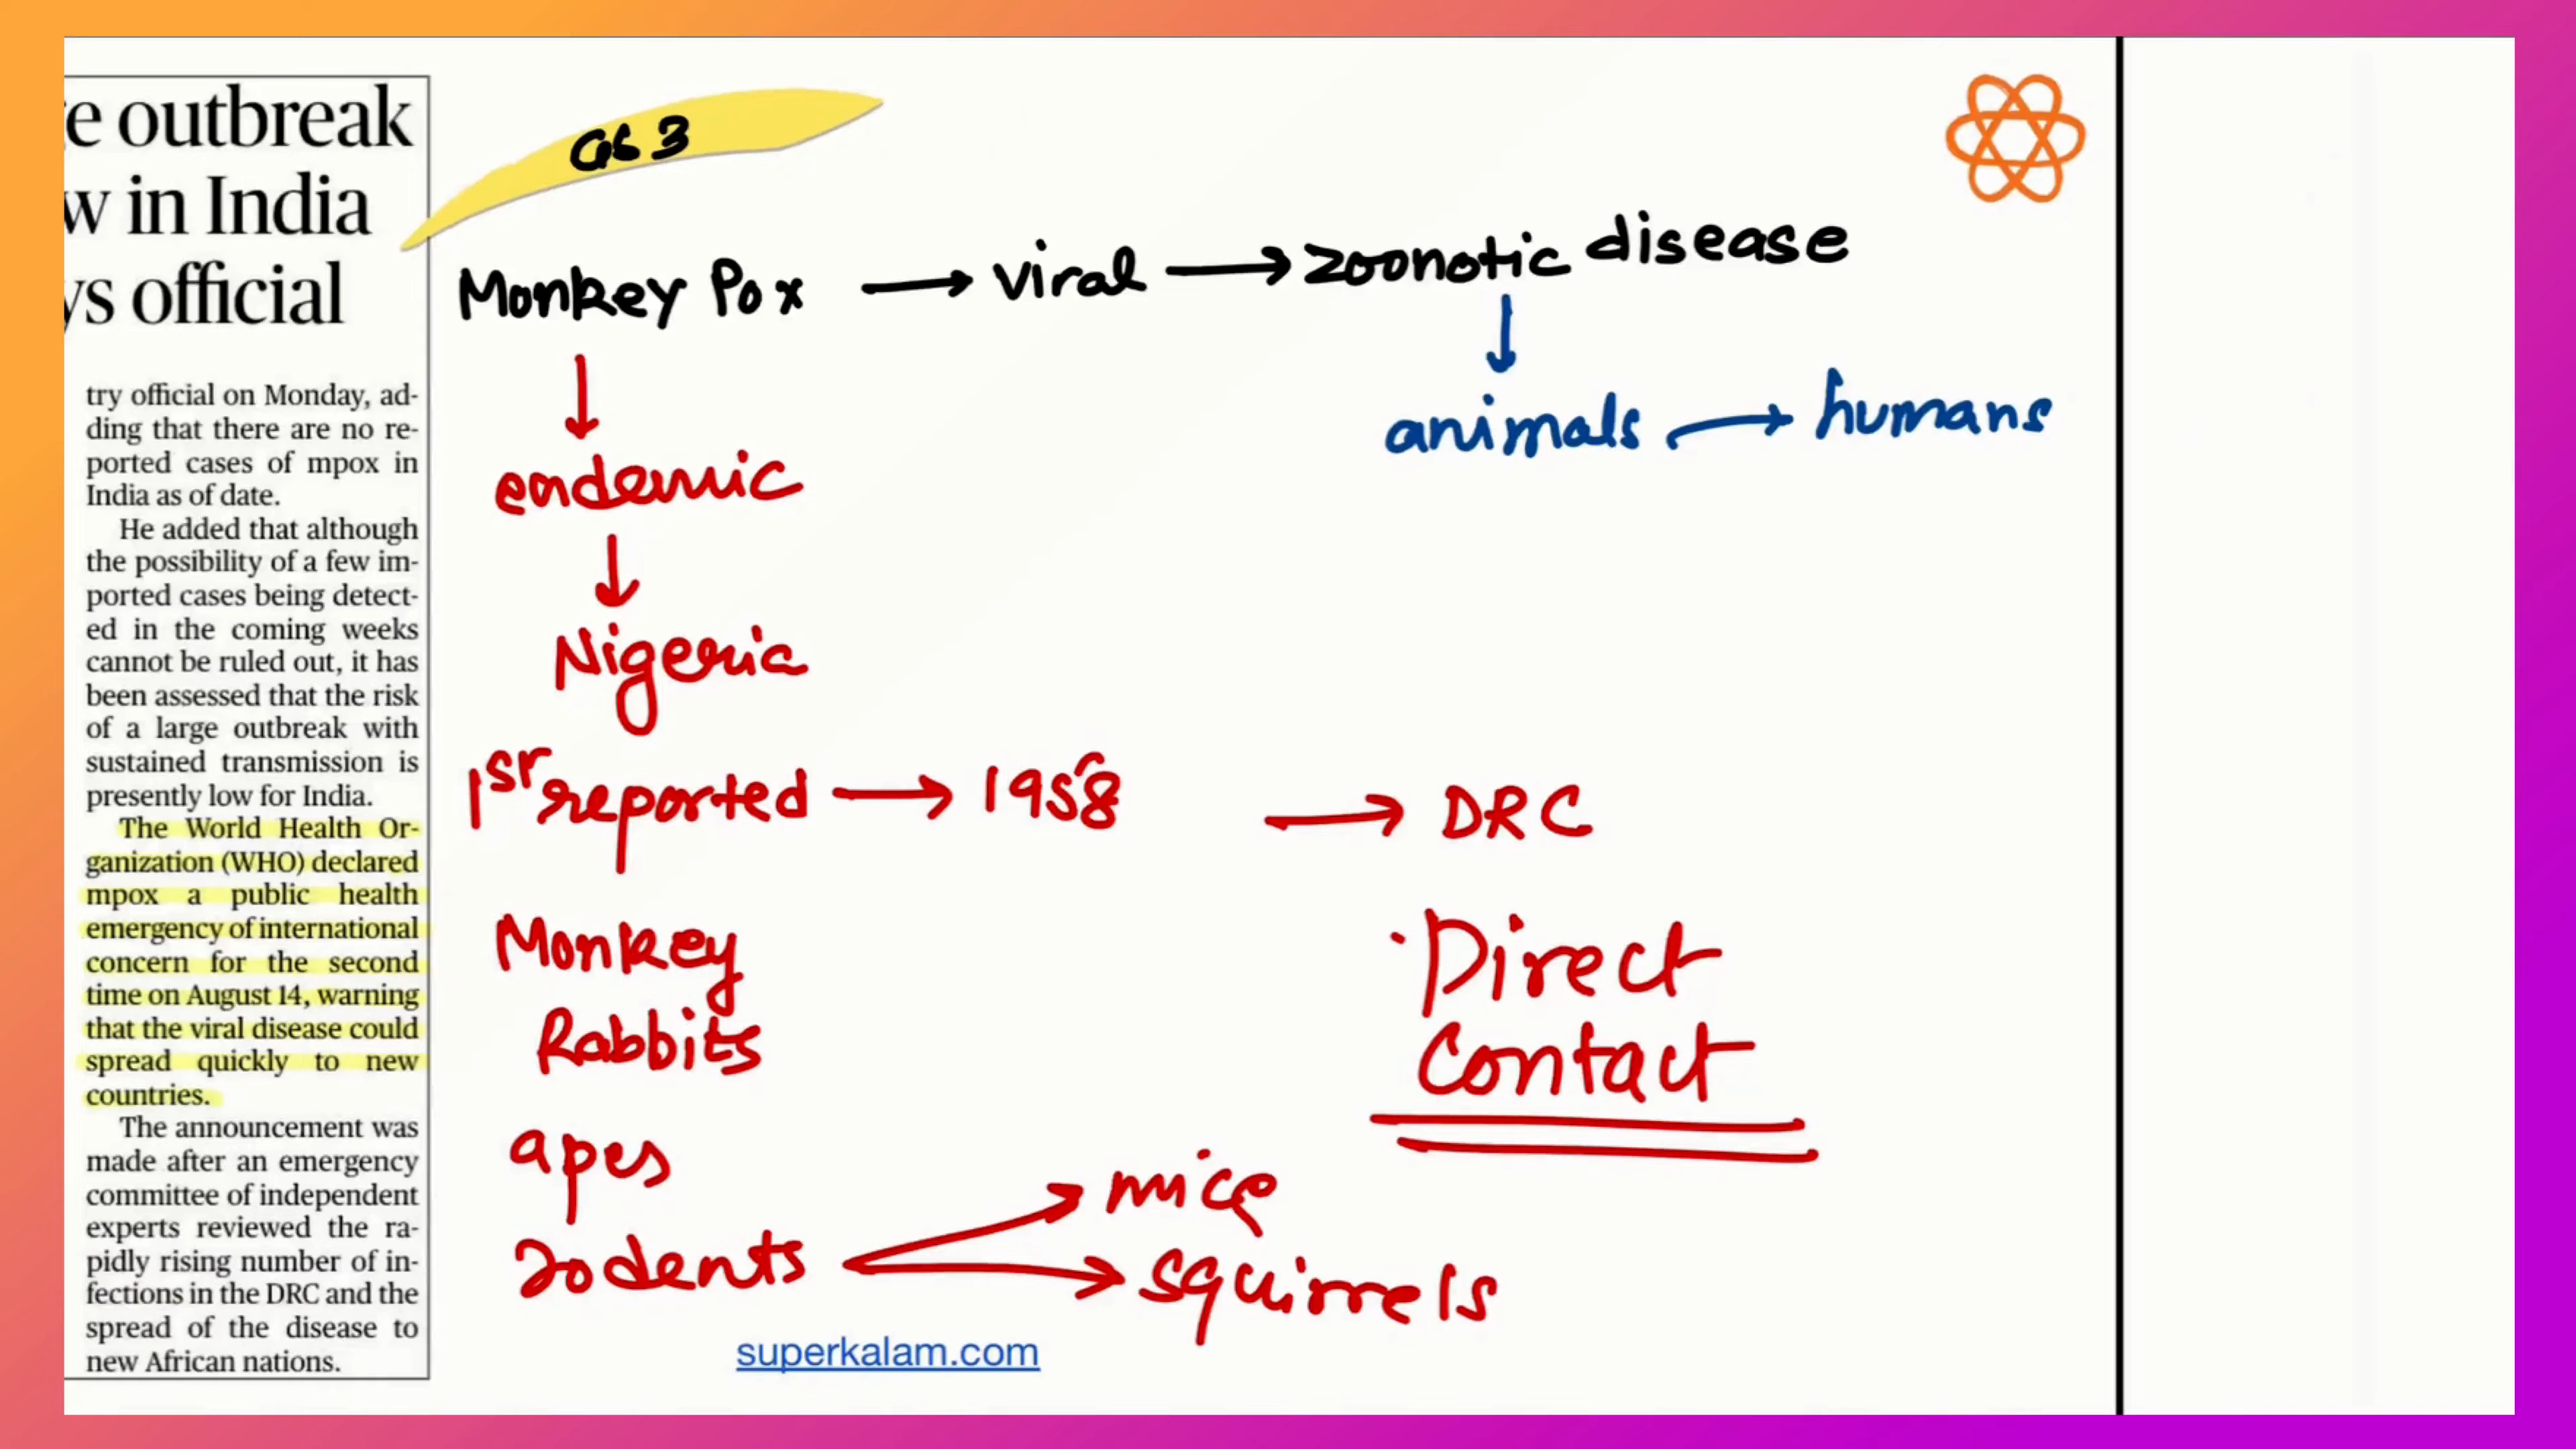 e outbreak
w in India
ys official
try official on Monday, ad-
ding that there are no re-
ported cases of mpox in
India as of date.
He added that although
the possibility of a few im-
ported cases being detect-
ed in the coming weeks
cannot be ruled out, it has
been assessed that the risk
of a large outbreak with
sustained transmission is
presently low for India.
The World Health Or-
ganization (WHO) declared
mpox a public health
emergency of international
concern for the second
time on August 14, warning
that the viral disease could
spread quickly to new
countries.
The announcement was
made after an emergency
committee of independent
experts reviewed the ra-
pidly rising number of in-
fections in the DRC and the
spread of the disease to
new African nations.
GS 3
Monkey Pox → viral → zoonotic disease
animals → humans
endemic
Nigeria
1st reported → 1958 → DRC
Monkey
Rabbits
apes
rodents
mice
squirrels
Direct
Contact
superkalam.com